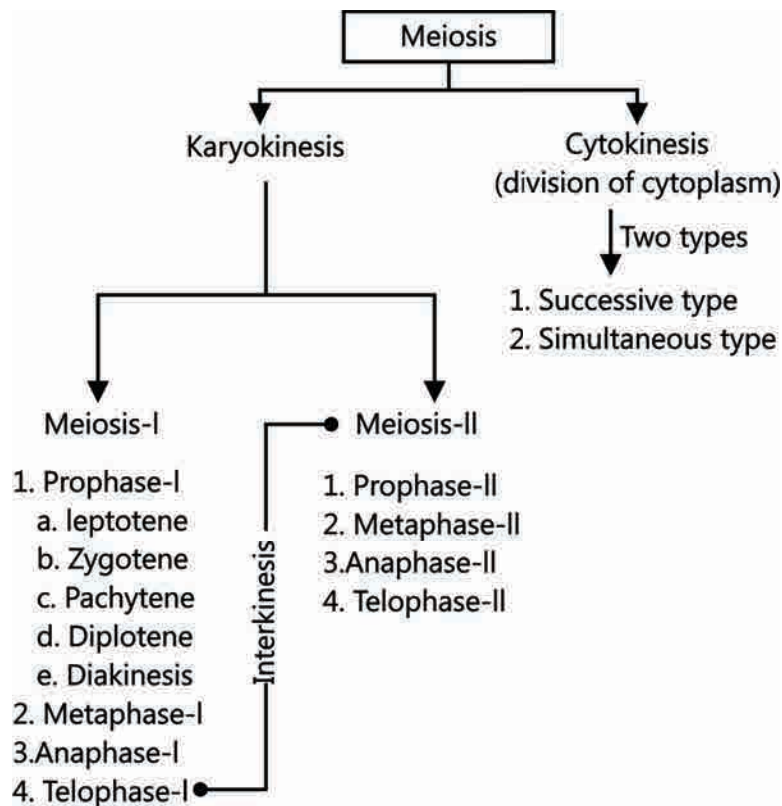 Meiosis
Karyokinesis
Cytokinesis
(division of cytoplasm)
Two types
1. Successive type
2. Simultaneous type
Meiosis-I
1. Prophase-I
a. leptotene
b. Zygotene
c. Pachytene
d. Diplotene
e. Diakinesis
2. Metaphase-I
3.Anaphase-I
4. Telophase-I
Interkinesis
Meiosis-II
1. Prophase-II
2. Metaphase-II
3.Anaphase-II
4. Telophase-II